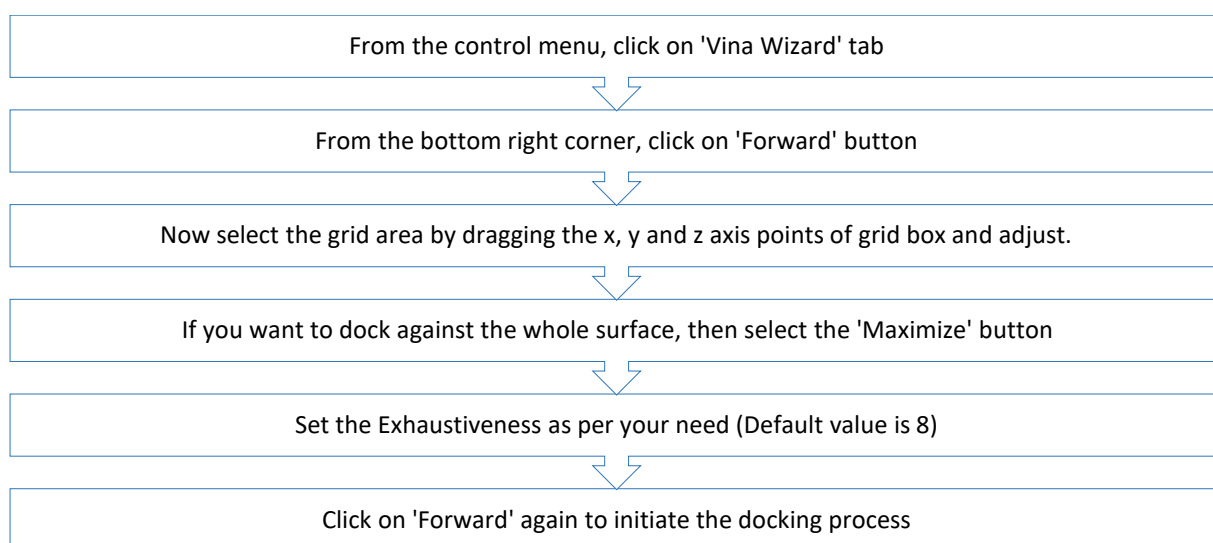 From the control menu, click on 'Vina Wizard' tab
From the bottom right corner, click on 'Forward' button
Now select the grid area by dragging the x, y and z axis points of grid box and adjust.
If you want to dock against the whole surface, then select the 'Maximize' button
Set the Exhaustiveness as per your need (Default value is 8)
Click on 'Forward' again to initiate the docking process